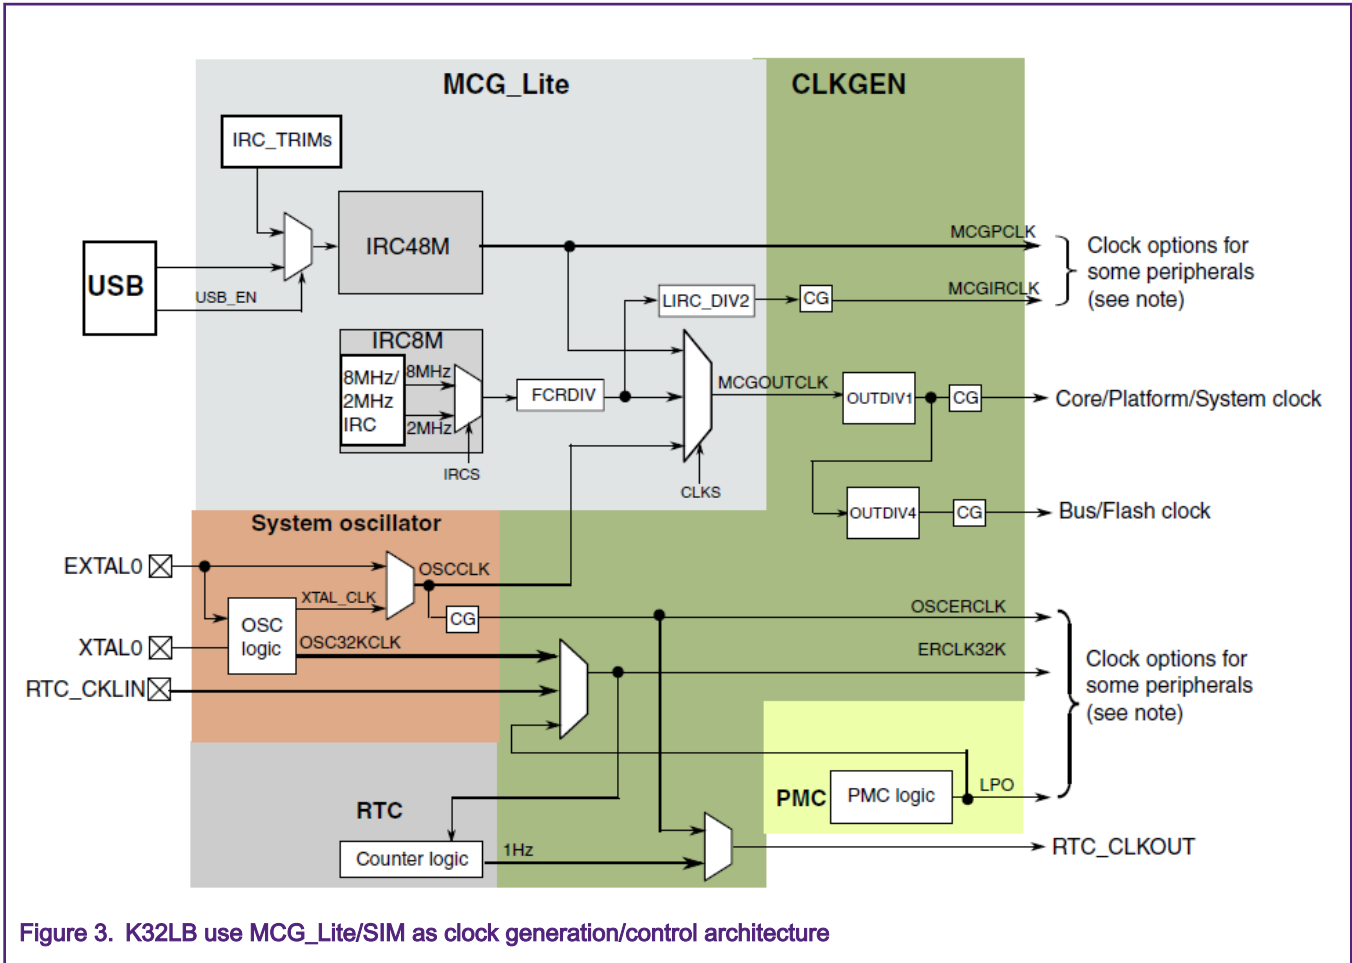 MCG_Lite
CLKGEN
IRC_TRIMs
IRC48M
MCGPCLK
Clock options for
some peripherals
(see note)
USB
USB_EN
LIRC_DIV2
CG
MCGIRCLK
IRC8M
8MHz/
2MHz
IRC
8MHz
2MHz
IRCS
FCRDIV
MCGOUTCLK
CLKS
OUTDIV1
CG
Core/Platform/System clock
OUTDIV4
CG
Bus/Flash clock
System oscillator
EXTAL0
OSCCLK
XTAL_CLK
OSC
logic
CG
OSCERCLK
XTAL0
OSC32KCLK
ERCLK32K
RTC_CKLIN
Clock options for
some peripherals
(see note)
PMC
PMC logic
LPO
RTC
Counter logic
1Hz
RTC_CLKOUT
Figure 3. K32LB use MCG_Lite/SIM as clock generation/control architecture